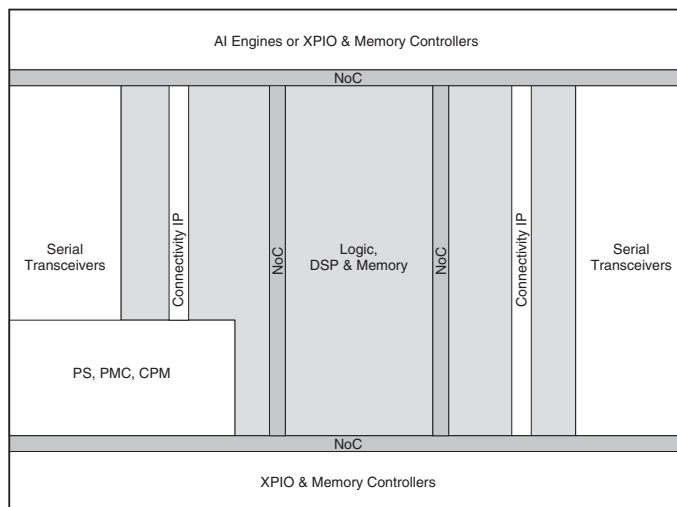 AI Engines or XPIO & Memory Controllers
NoC
Serial
Transceivers
Connectivity IP
NoC
Logic,
DSP & Memory
NoC
Connectivity IP
Serial
Transceivers
PS, PMC, CPM
NoC
XPIO & Memory Controllers